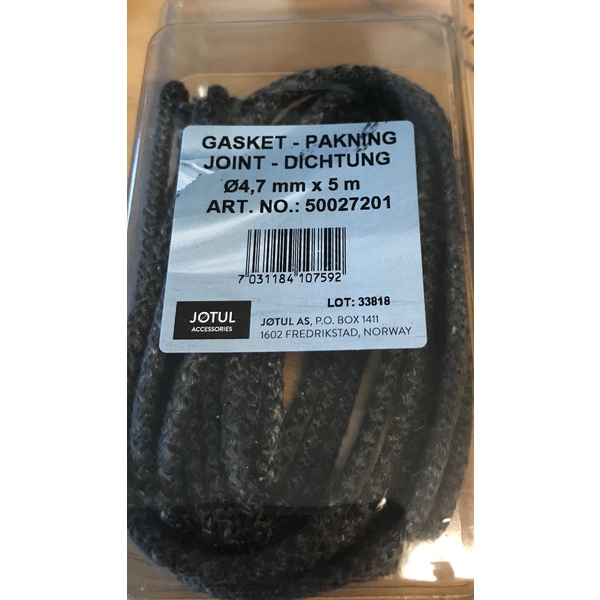 GASKET - PAKNING
JOINT - DICHTUNG
Ø4,7 mm x 5 m
ART. NO.: 50027201
7 031184 107592
LOT: 33818
JØTUL
ACCESSORIES
JØTUL AS, P.O. BOX 1411
1602 FREDRIKSTAD, NORWAY